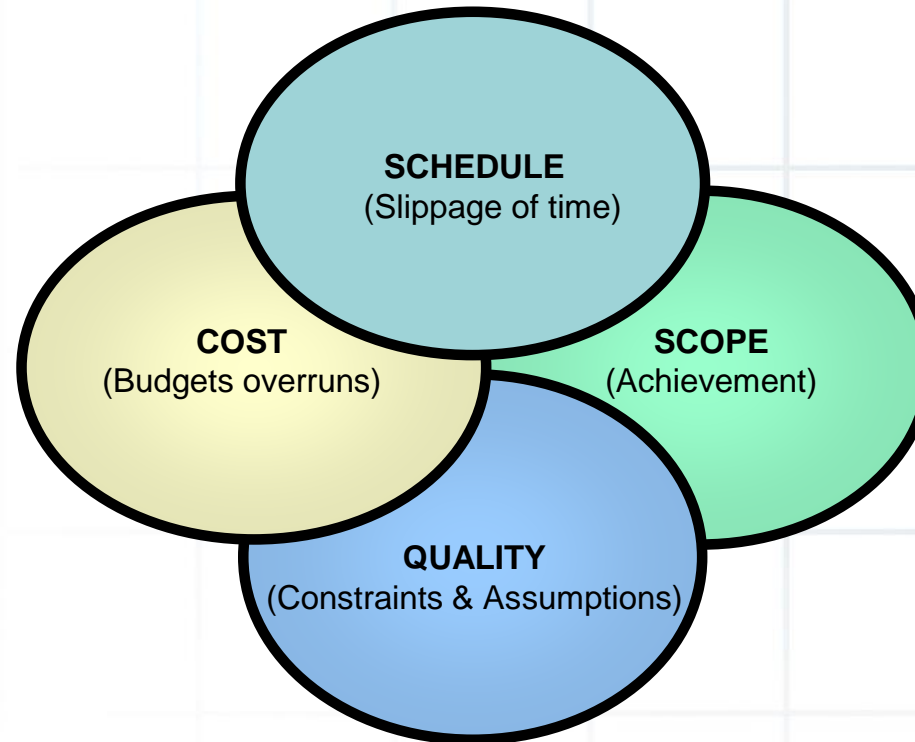 SCHEDULE
(Slippage of time)
COST
(Budgets overruns)
SCOPE
(Achievement)
QUALITY
(Constraints & Assumptions)